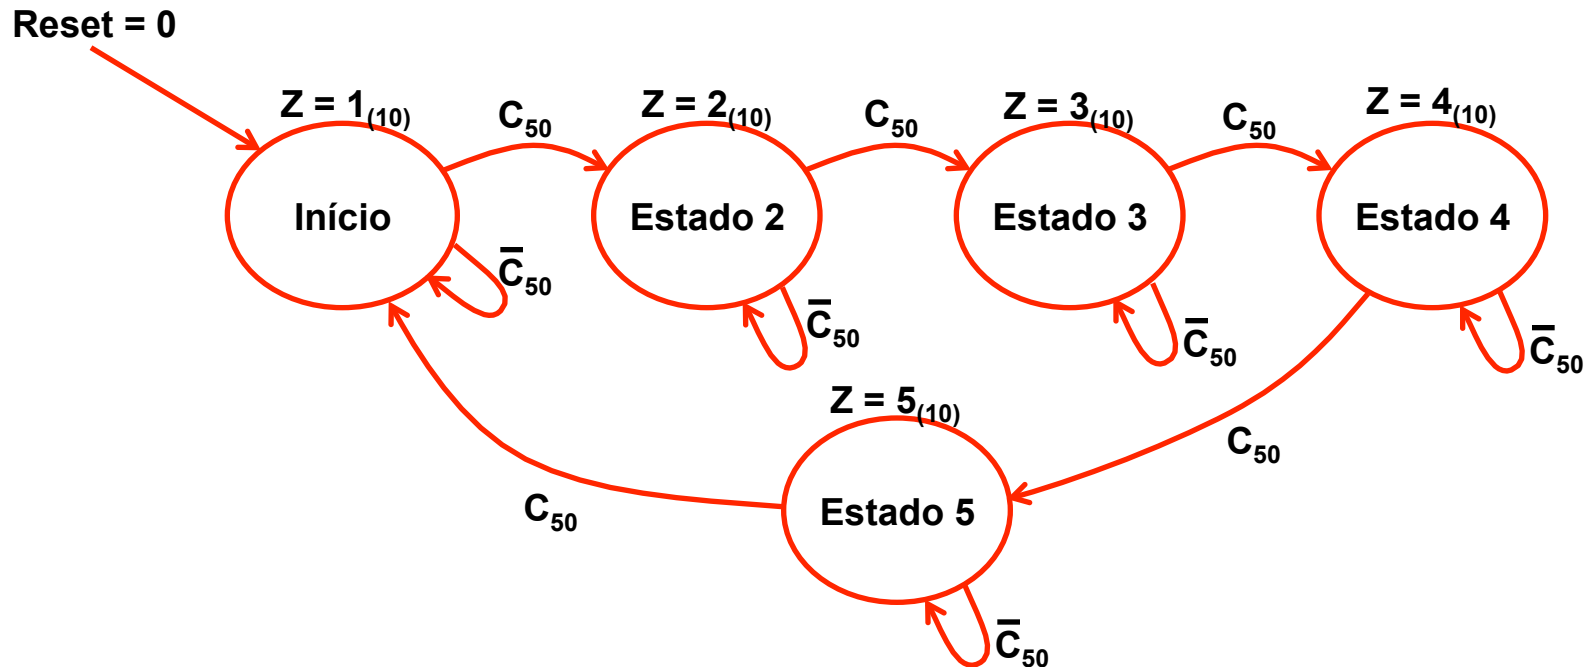 Reset = 0
Z = 1(10)
C50
Z = 2(10)
C50
Z = 3(10)
C50
Z = 4(10)
Início
Estado 2
Estado 3
Estado 4
C̅50
C̅50
C̅50
C̅50
Z = 5(10)
C50
C50
Estado 5
C̅50